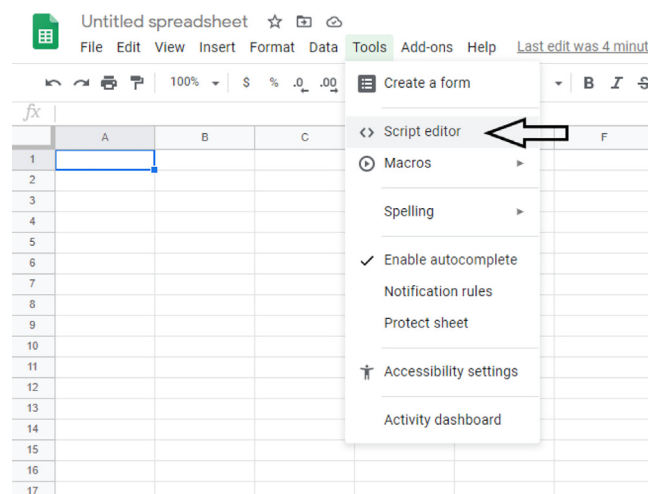 Untitled spreadsheet
File Edit View Insert Format Data Tools Add-ons Help Last edit was 4 minut
100% $ % .0 .00 B I S
Create a form
fx
A B C F
Script editor
Macros
Spelling
Enable autocomplete
Notification rules
Protect sheet
Accessibility settings
Activity dashboard
1
2
3
4
5
6
7
8
9
10
11
12
13
14
15
16
17